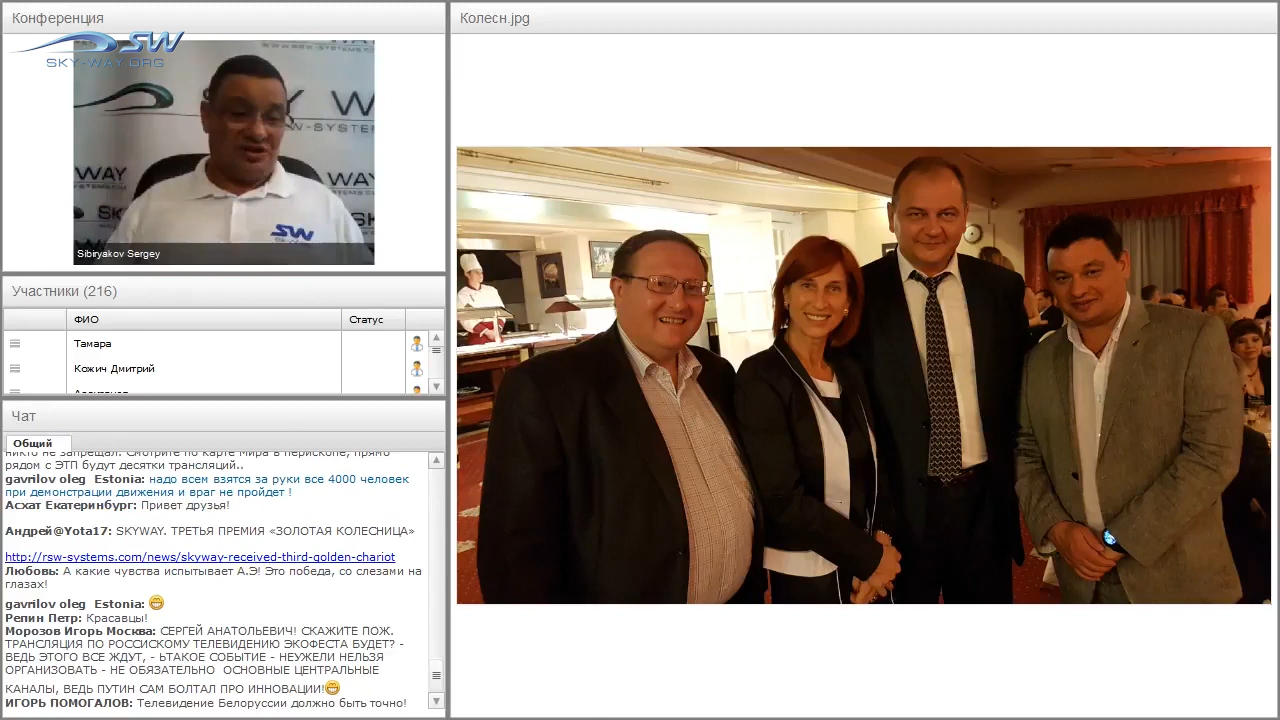 Конференция
SW
SKY-WAY.ORG
SKY W
W-SYSTEMS
WAY
SW
Sibiryakov Sergey
Участники (216)
ФИО
Статус
Тамара
Кожич Дмитрий
Чат
Общий
никто не запрещал. Смотрите по карте Мира в перископе, прямо
рядом с ЭТП будут десятки трансляций..
gavrilov oleg Estonia: надо всем взятся за руки все 4000 человек
при демонстрации движения и враг не пройдет !
Асхат Екатеринбург: Привет друзья!
Андрей@Yota17: SKYWAY. ТРЕТЬЯ ПРЕМИЯ «ЗОЛОТАЯ КОЛЕСНИЦА»
http://rsw-systems.com/news/skyway-received-third-golden-chariot
Любовь: А какие чувства испытывает А.Э! Это победа, со слезами на
глазах!
gavrilov oleg Estonia:
Репин Петр: Красавцы!
Морозов Игорь Москва: СЕРГЕЙ АНАТОЛЬЕВИЧ! СКАЖИТЕ ПОЖ.
ТРАНСЛЯЦИЯ ПО РОССИСКОМУ ТЕЛЕВИДЕНИЮ ЭКОФЕСТА БУДЕТ? -
ВЕДЬ ЭТОГО ВСЕ ЖДУТ, - ЬТАКОЕ СОБЫТИЕ - НЕУЖЕЛИ НЕЛЬЗЯ
ОРГАНИЗОВАТЬ - НЕ ОБЯЗАТЕЛЬНО ОСНОВНЫЕ ЦЕНТРАЛЬНЫЕ
КАНАЛЫ, ВЕДЬ ПУТИН САМ БОЛТАЛ ПРО ИННОВАЦИИ!
ИГОРЬ ПОМОГАЛОВ: Телевидение Белоруссии должно быть точно!
Колесн.jpg